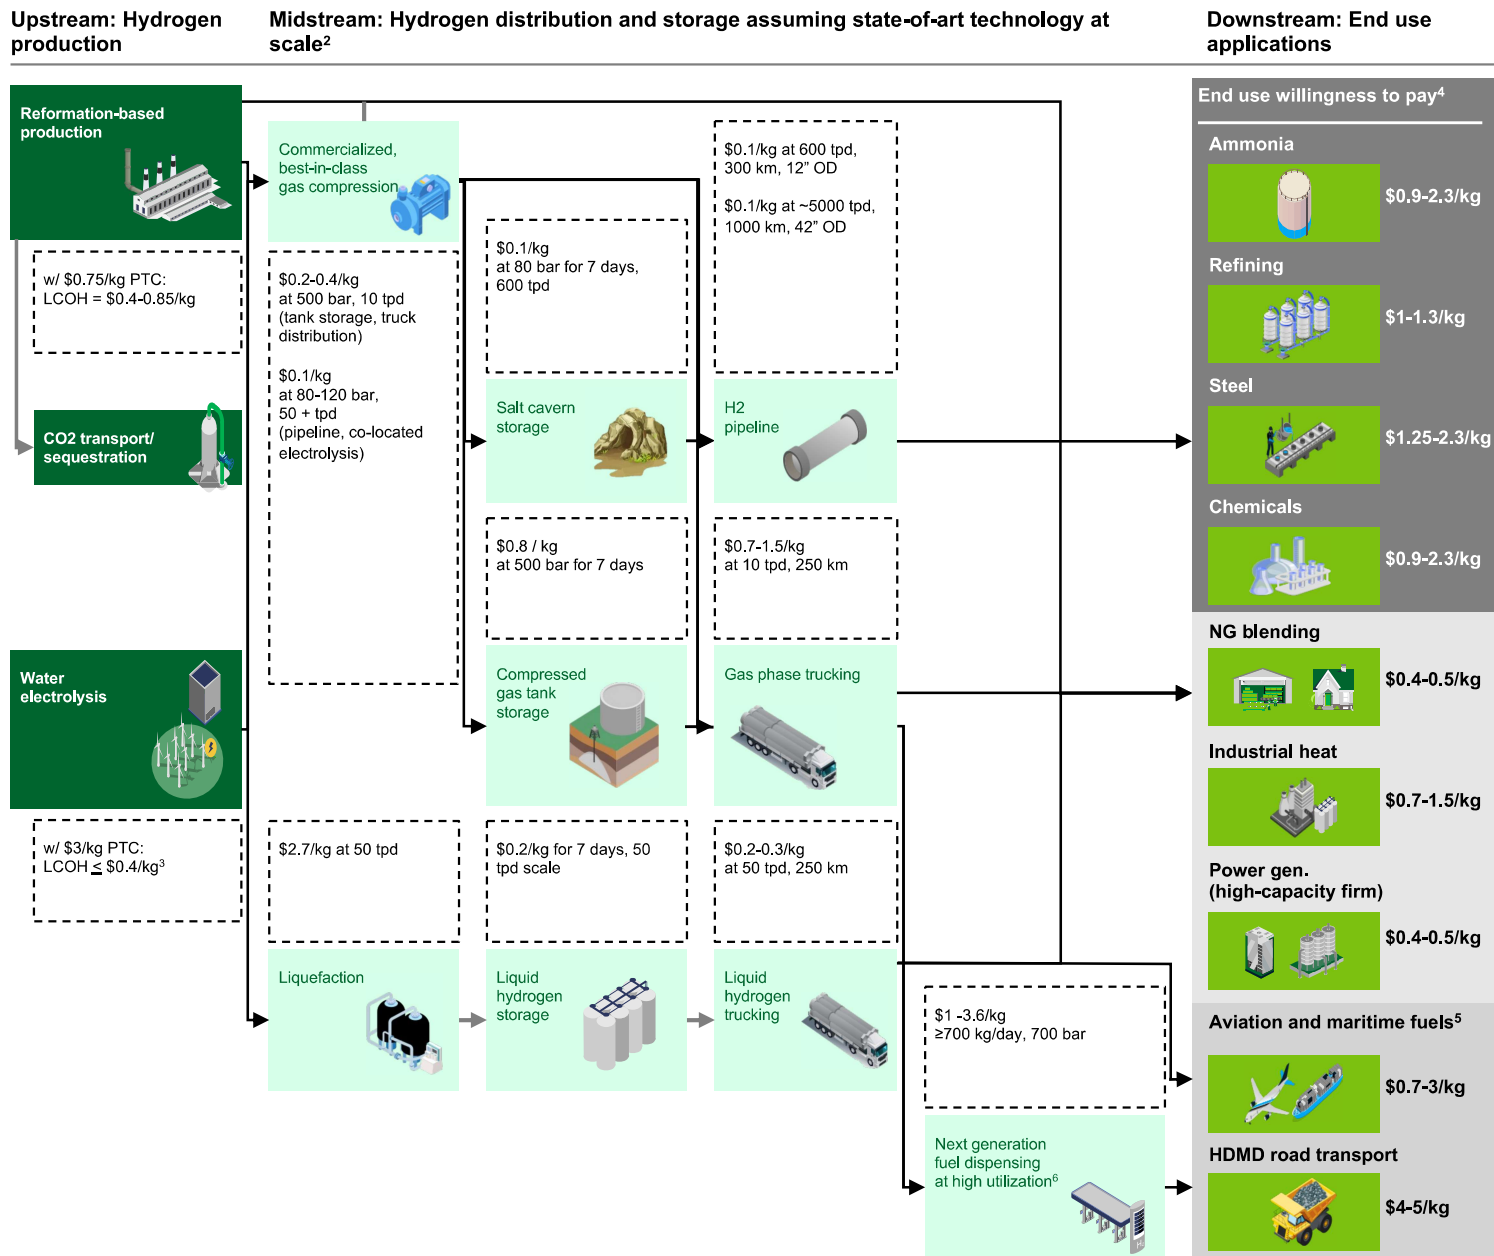 Upstream: Hydrogen
production
Midstream: Hydrogen distribution and storage assuming state-of-art technology at
scale²
Downstream: End use
applications
Reformation-based
production
w/ $0.75/kg PTC:
LCOH = $0.4-0.85/kg
CO2 transport/
sequestration
Water
electrolysis
w/ $3/kg PTC:
LCOH ≤ $0.4/kg³
Commercialized,
best-in-class
gas compression
$0.2-0.4/kg
at 500 bar, 10 tpd
(tank storage, truck
distribution)
$0.1/kg
at 80-120 bar,
50 + tpd
(pipeline, co-located
electrolysis)
$0.1/kg
at 80 bar for 7 days,
600 tpd
Salt cavern
storage
$0.1/kg at 600 tpd,
300 km, 12” OD
$0.1/kg at ~5000 tpd,
1000 km, 42” OD
H2
pipeline
$0.8 / kg
at 500 bar for 7 days
Compressed
gas tank
storage
$0.7-1.5/kg
at 10 tpd, 250 km
Gas phase trucking
$2.7/kg at 50 tpd
Liquefaction
$0.2/kg for 7 days, 50
tpd scale
Liquid
hydrogen
storage
$0.2-0.3/kg
at 50 tpd, 250 km
Liquid
hydrogen
trucking
$1 -3.6/kg
≥700 kg/day, 700 bar
Next generation
fuel dispensing
at high utilization⁶
H2
End use willingness to pay⁴
Ammonia
$0.9-2.3/kg
Refining
$1-1.3/kg
Steel
$1.25-2.3/kg
Chemicals
$0.9-2.3/kg
NG blending
$0.4-0.5/kg
Industrial heat
$0.7-1.5/kg
Power gen.
(high-capacity firm)
$0.4-0.5/kg
Aviation and maritime fuels⁵
$0.7-3/kg
HDMD road transport
$4-5/kg